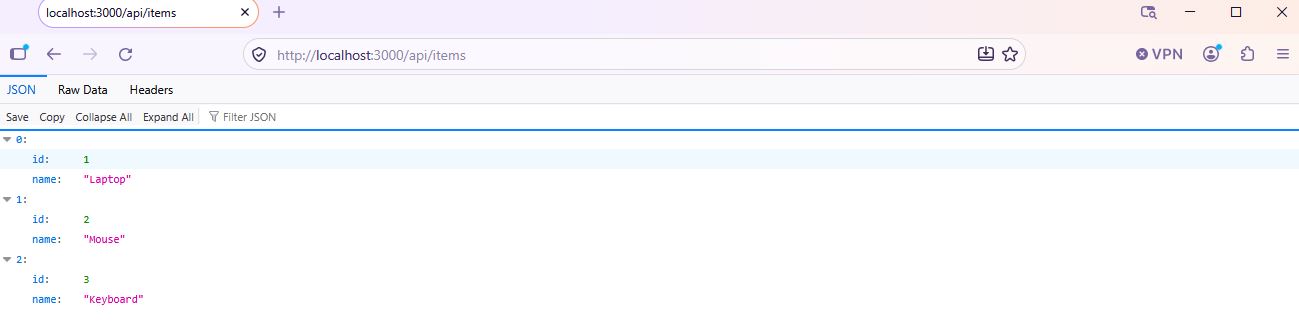 localhost:3000/api/items
http://localhost:3000/api/items
VPN
JSON Raw Data Headers
Save Copy Collapse All Expand All Filter JSON
0:
id: 1
name: "Laptop"
1:
id: 2
name: "Mouse"
2:
id: 3
name: "Keyboard"